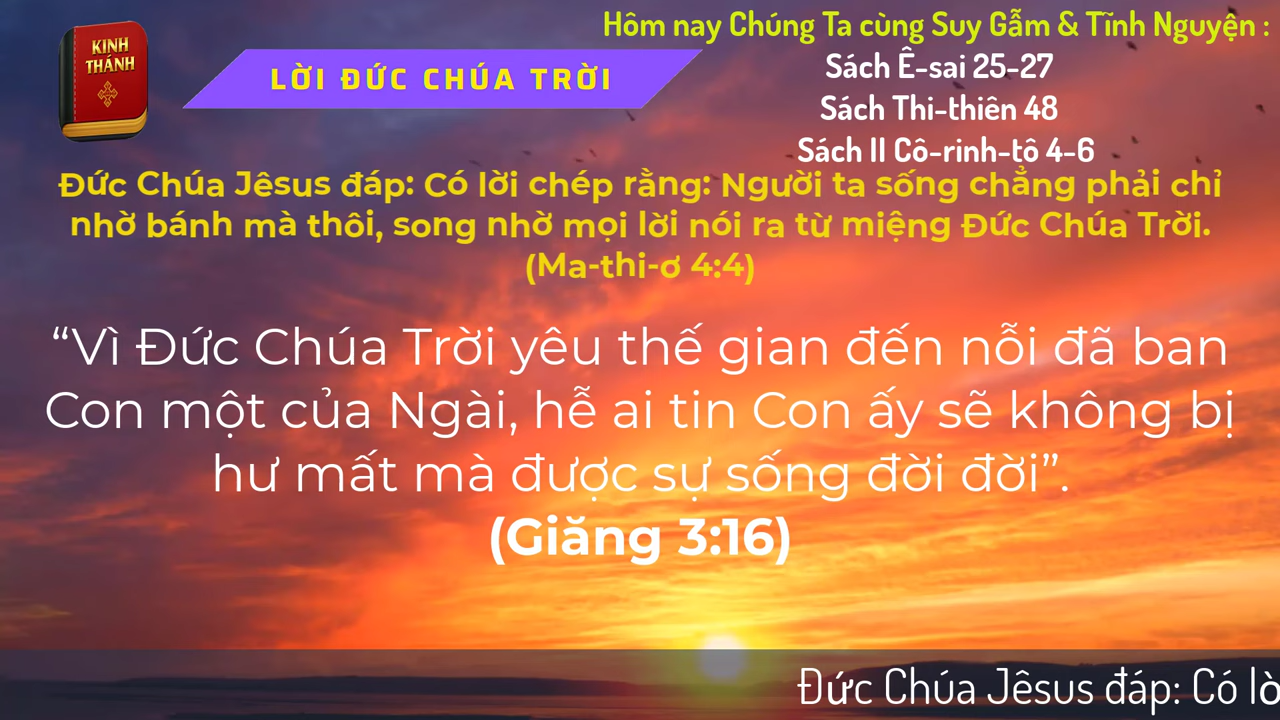 Hôm nay Chúng Ta cùng Suy Gẫm & Tĩnh Nguyện :
KINH
THÁNH
LỜI ĐỨC CHÚA TRỜI
Sách Ê-sai 25-27
Sách Thi-thiên 48
Sách II Cô-rinh-tô 4-6
Đức Chúa Jêsus đáp: Có lời chép rằng: Người ta sống chẳng phải chỉ
nhờ bánh mà thôi, song nhờ mọi lời nói ra từ miệng Đức Chúa Trời.
(Ma-thi-ơ 4:4)
“Vì Đức Chúa Trời yêu thế gian đến nỗi đã ban
Con một của Ngài, hễ ai tin Con ấy sẽ không bị
hư mất mà được sự sống đời đời”.
(Giăng 3:16)
Đức Chúa Jêsus đáp: Có lò